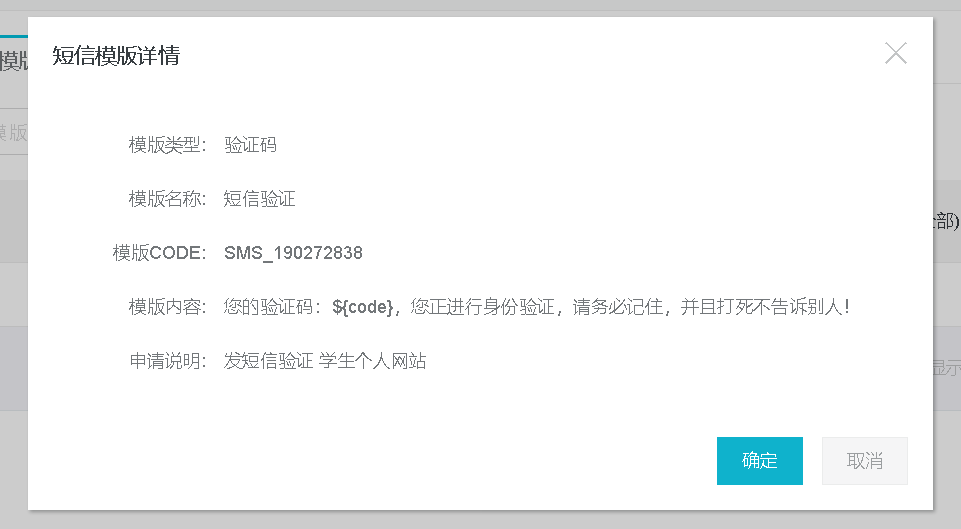 短信模版详情
模版
模版
模版类型： 验证码
模版名称： 短信验证
全部)
模版CODE： SMS_190272838
模版内容： 您的验证码：${code}，您正进行身份验证，请务必记住，并且打死不告诉别人！
申请说明： 发短信验证 学生个人网站
显示
确定 取消